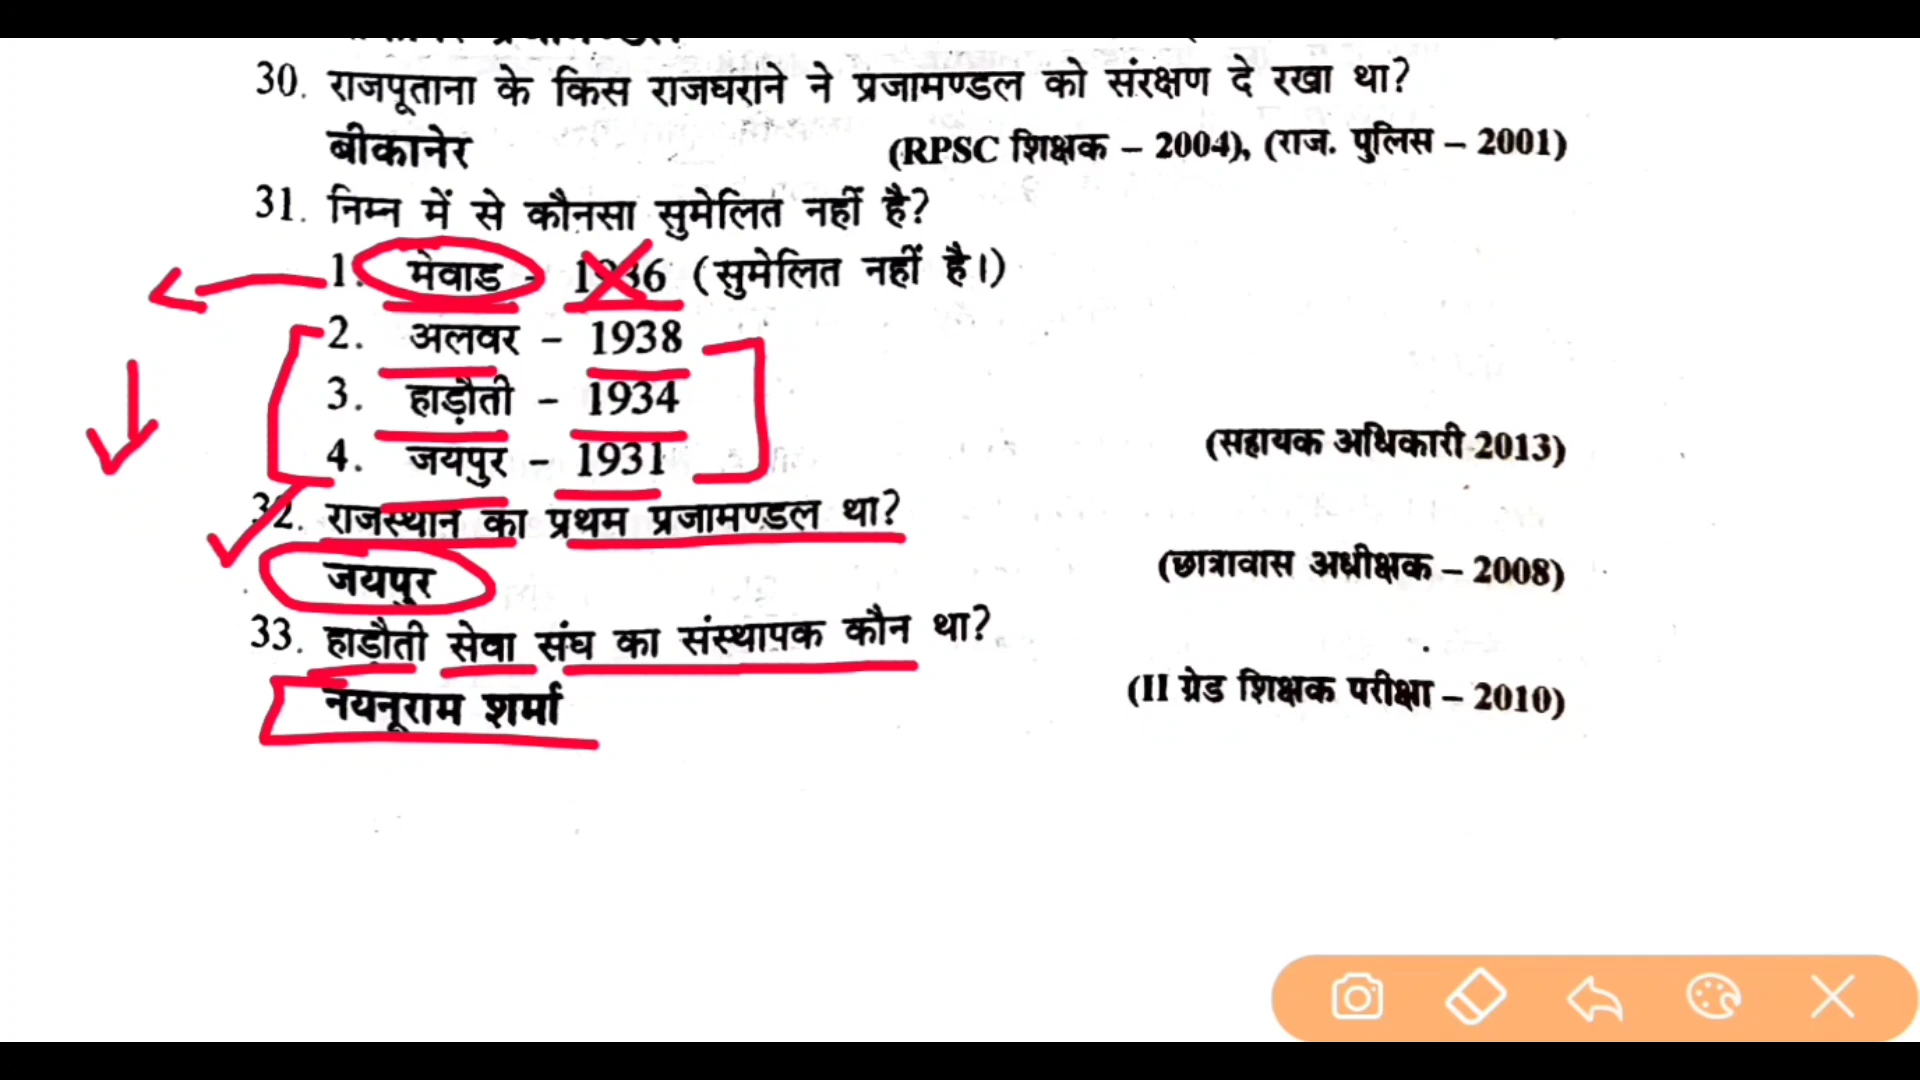 30. राजपूताना के किस राजघराने ने प्रजामण्डल को संरक्षण दे रखा था?
बीकानेर (RPSC शिक्षक – 2004), (राज. पुलिस – 2001)
31. निम्न में से कौनसा सुमेलित नहीं है?
1. मेवाड - 1936 (सुमेलित नहीं है।)
2. अलवर – 1938
3. हाड़ौती – 1934
4. जयपुर – 1931 (सहायक अधिकारी 2013)
32. राजस्थान का प्रथम प्रजामण्डल था?
जयपुर (छात्रावास अधीक्षक – 2008)
33. हाड़ौती सेवा संघ का संस्थापक कौन था?
नयनूराम शर्मा (II ग्रेड शिक्षक परीक्षा – 2010)